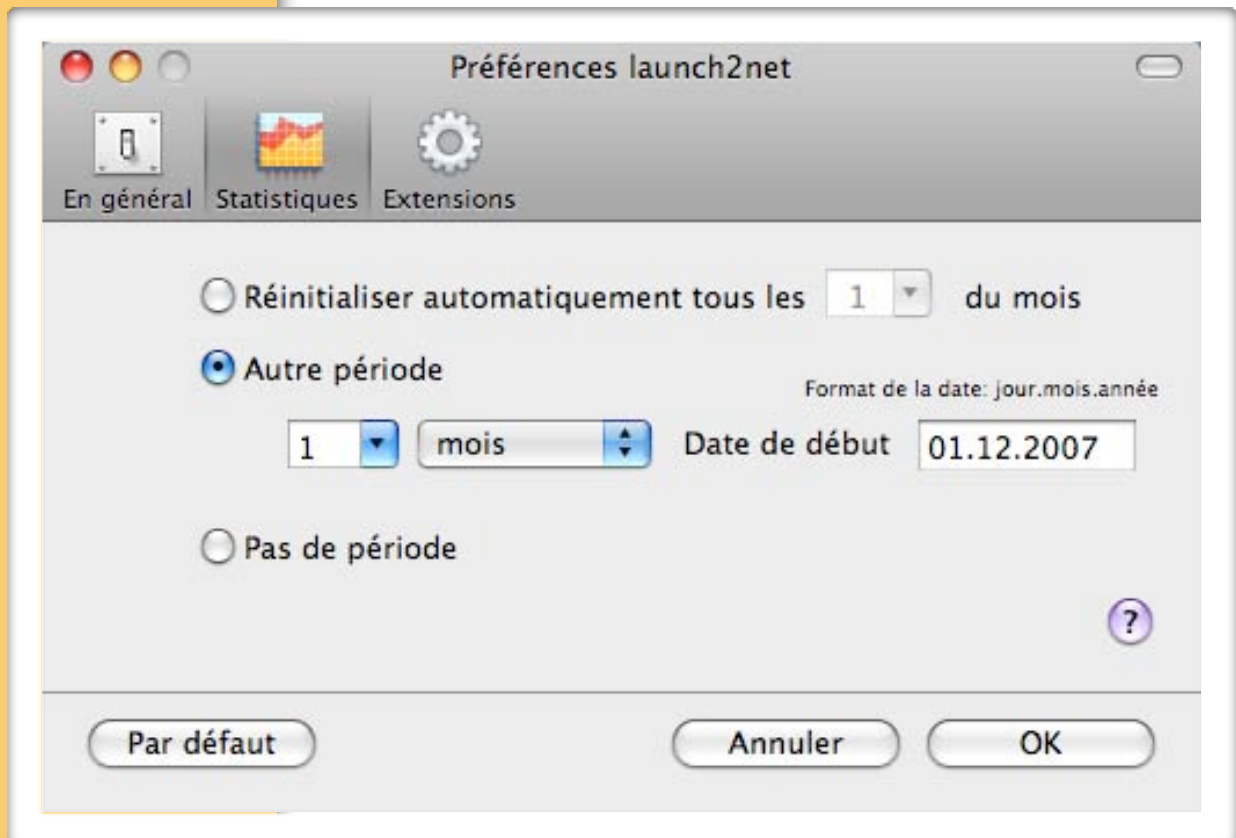 Préférences launch2net
En général Statistiques Extensions
Réinitialiser automatiquement tous les 1 du mois
Autre période
Format de la date: jour.mois.année
1 mois Date de début 01.12.2007
Pas de période
?
Par défaut Annuler OK